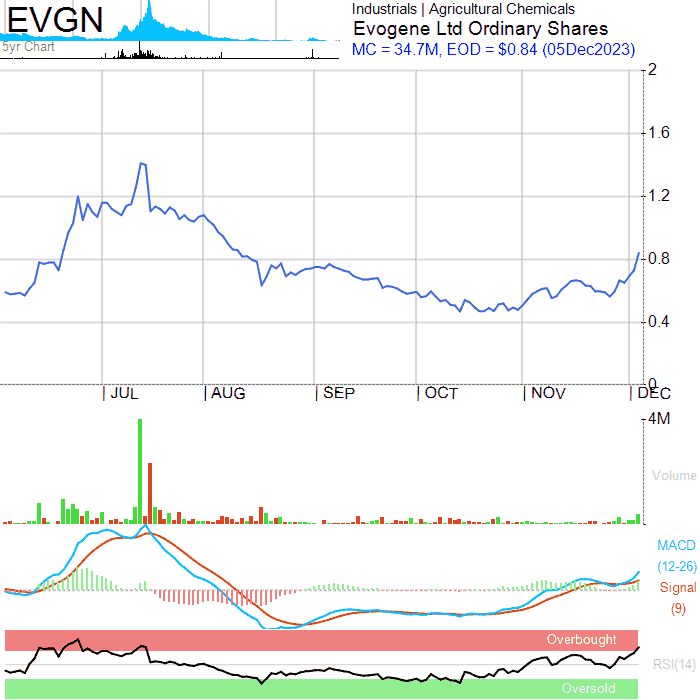 EVGN
5yr Chart
Industrials | Agricultural Chemicals
Evogene Ltd Ordinary Shares
MC = 34.7M, EOD = $0.84 (05Dec2023)
2
1.6
1.2
0.8
0.4
0
JUL AUG SEP OCT NOV DEC
4M
Volume
MACD
(12-26)
Signal
(9)
Overbought
RSI(14)
Oversold